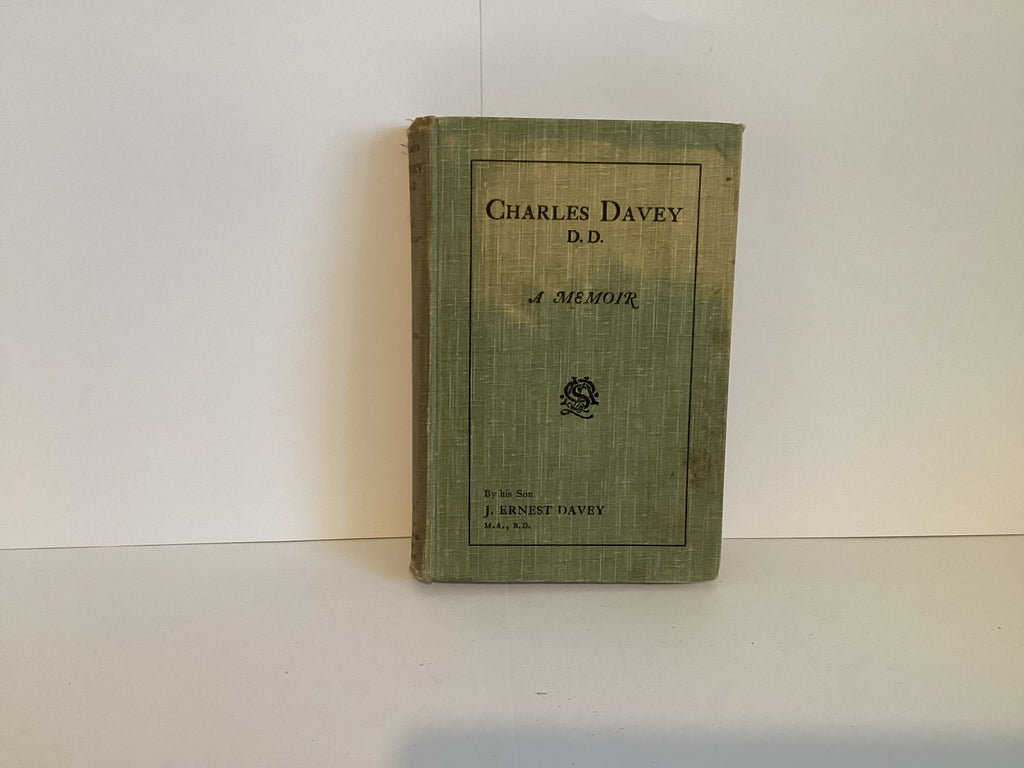 CHARLES DAVEY
D. D.
A MEMOIR
By his Son
J. ERNEST DAVEY
M.A., B.D.